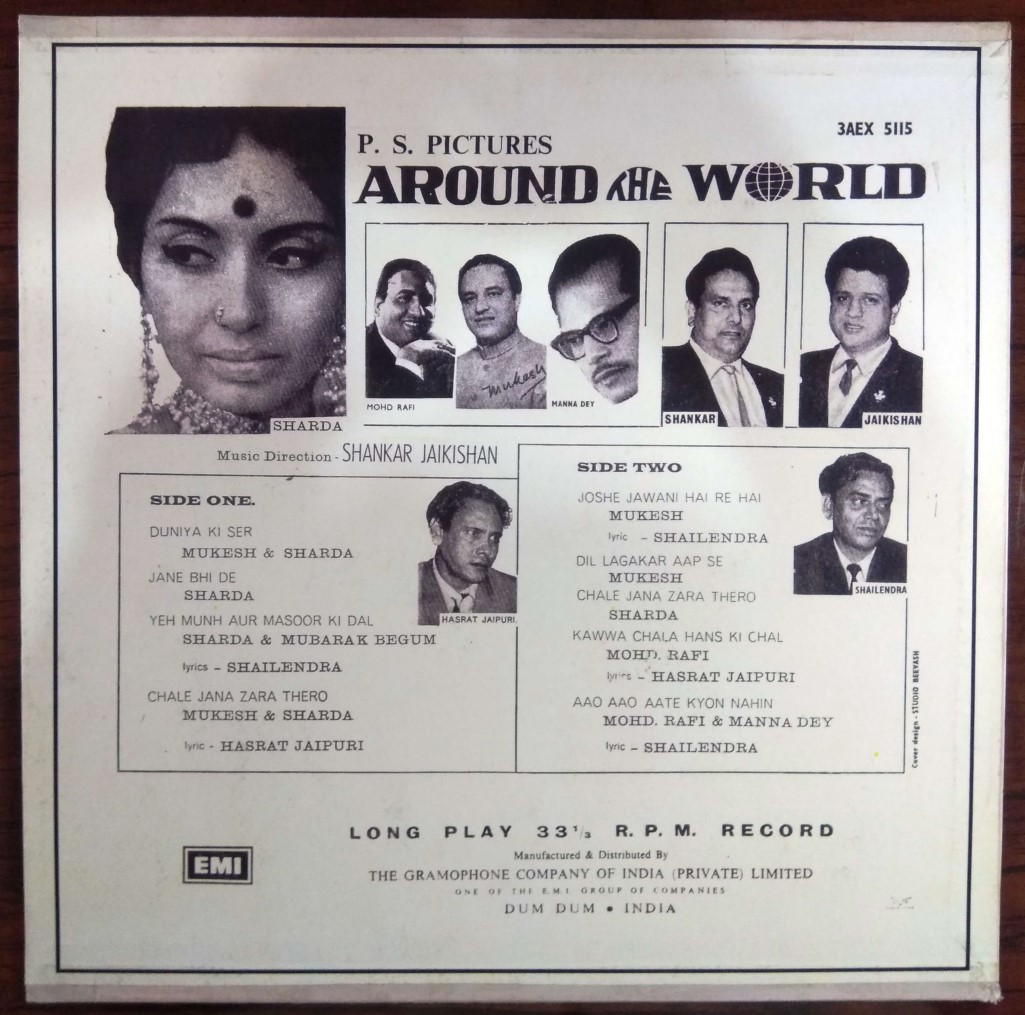 3AEX 5115
P. S. PICTURES
AROUND THE WORLD
MOHD RAFI
Mukesh
MANNA DEY
SHANKAR
JAIKISHAN
SHARDA
Music Direction - SHANKAR JAIKISHAN
SIDE ONE.
DUNIYA KI SER
MUKESH & SHARDA
JANE BHI DE
SHARDA
YEH MUNH AUR MASOOR KI DAL
SHARDA & MUBARAK BEGUM
lyrics - SHAILENDRA
CHALE JANA ZARA THERO
MUKESH & SHARDA
lyric - HASRAT JAIPURI
HASRAT JAIPURI.
SIDE TWO
JOSHE JAWANI HAI RE HAI
MUKESH
lyric - SHAILENDRA
DIL LAGAKAR AAP SE
MUKESH
CHALE JANA ZARA THERO
SHARDA
KAWWA CHALA HANS KI CHAL
MOHD. RAFI
lyrics - HASRAT JAIPURI
AAO AAO AATE KYON NAHIN
MOHD. RAFI & MANNA DEY
lyric - SHAILENDRA
SHAILENDRA
Cover design - STUDIO BEEYASH
LONG PLAY 33 1/3 R. P. M. RECORD
EMI
Manufactured & Distributed By
THE GRAMOPHONE COMPANY OF INDIA (PRIVATE) LIMITED
ONE OF THE E.M.I. GROUP OF COMPANIES
DUM DUM • INDIA